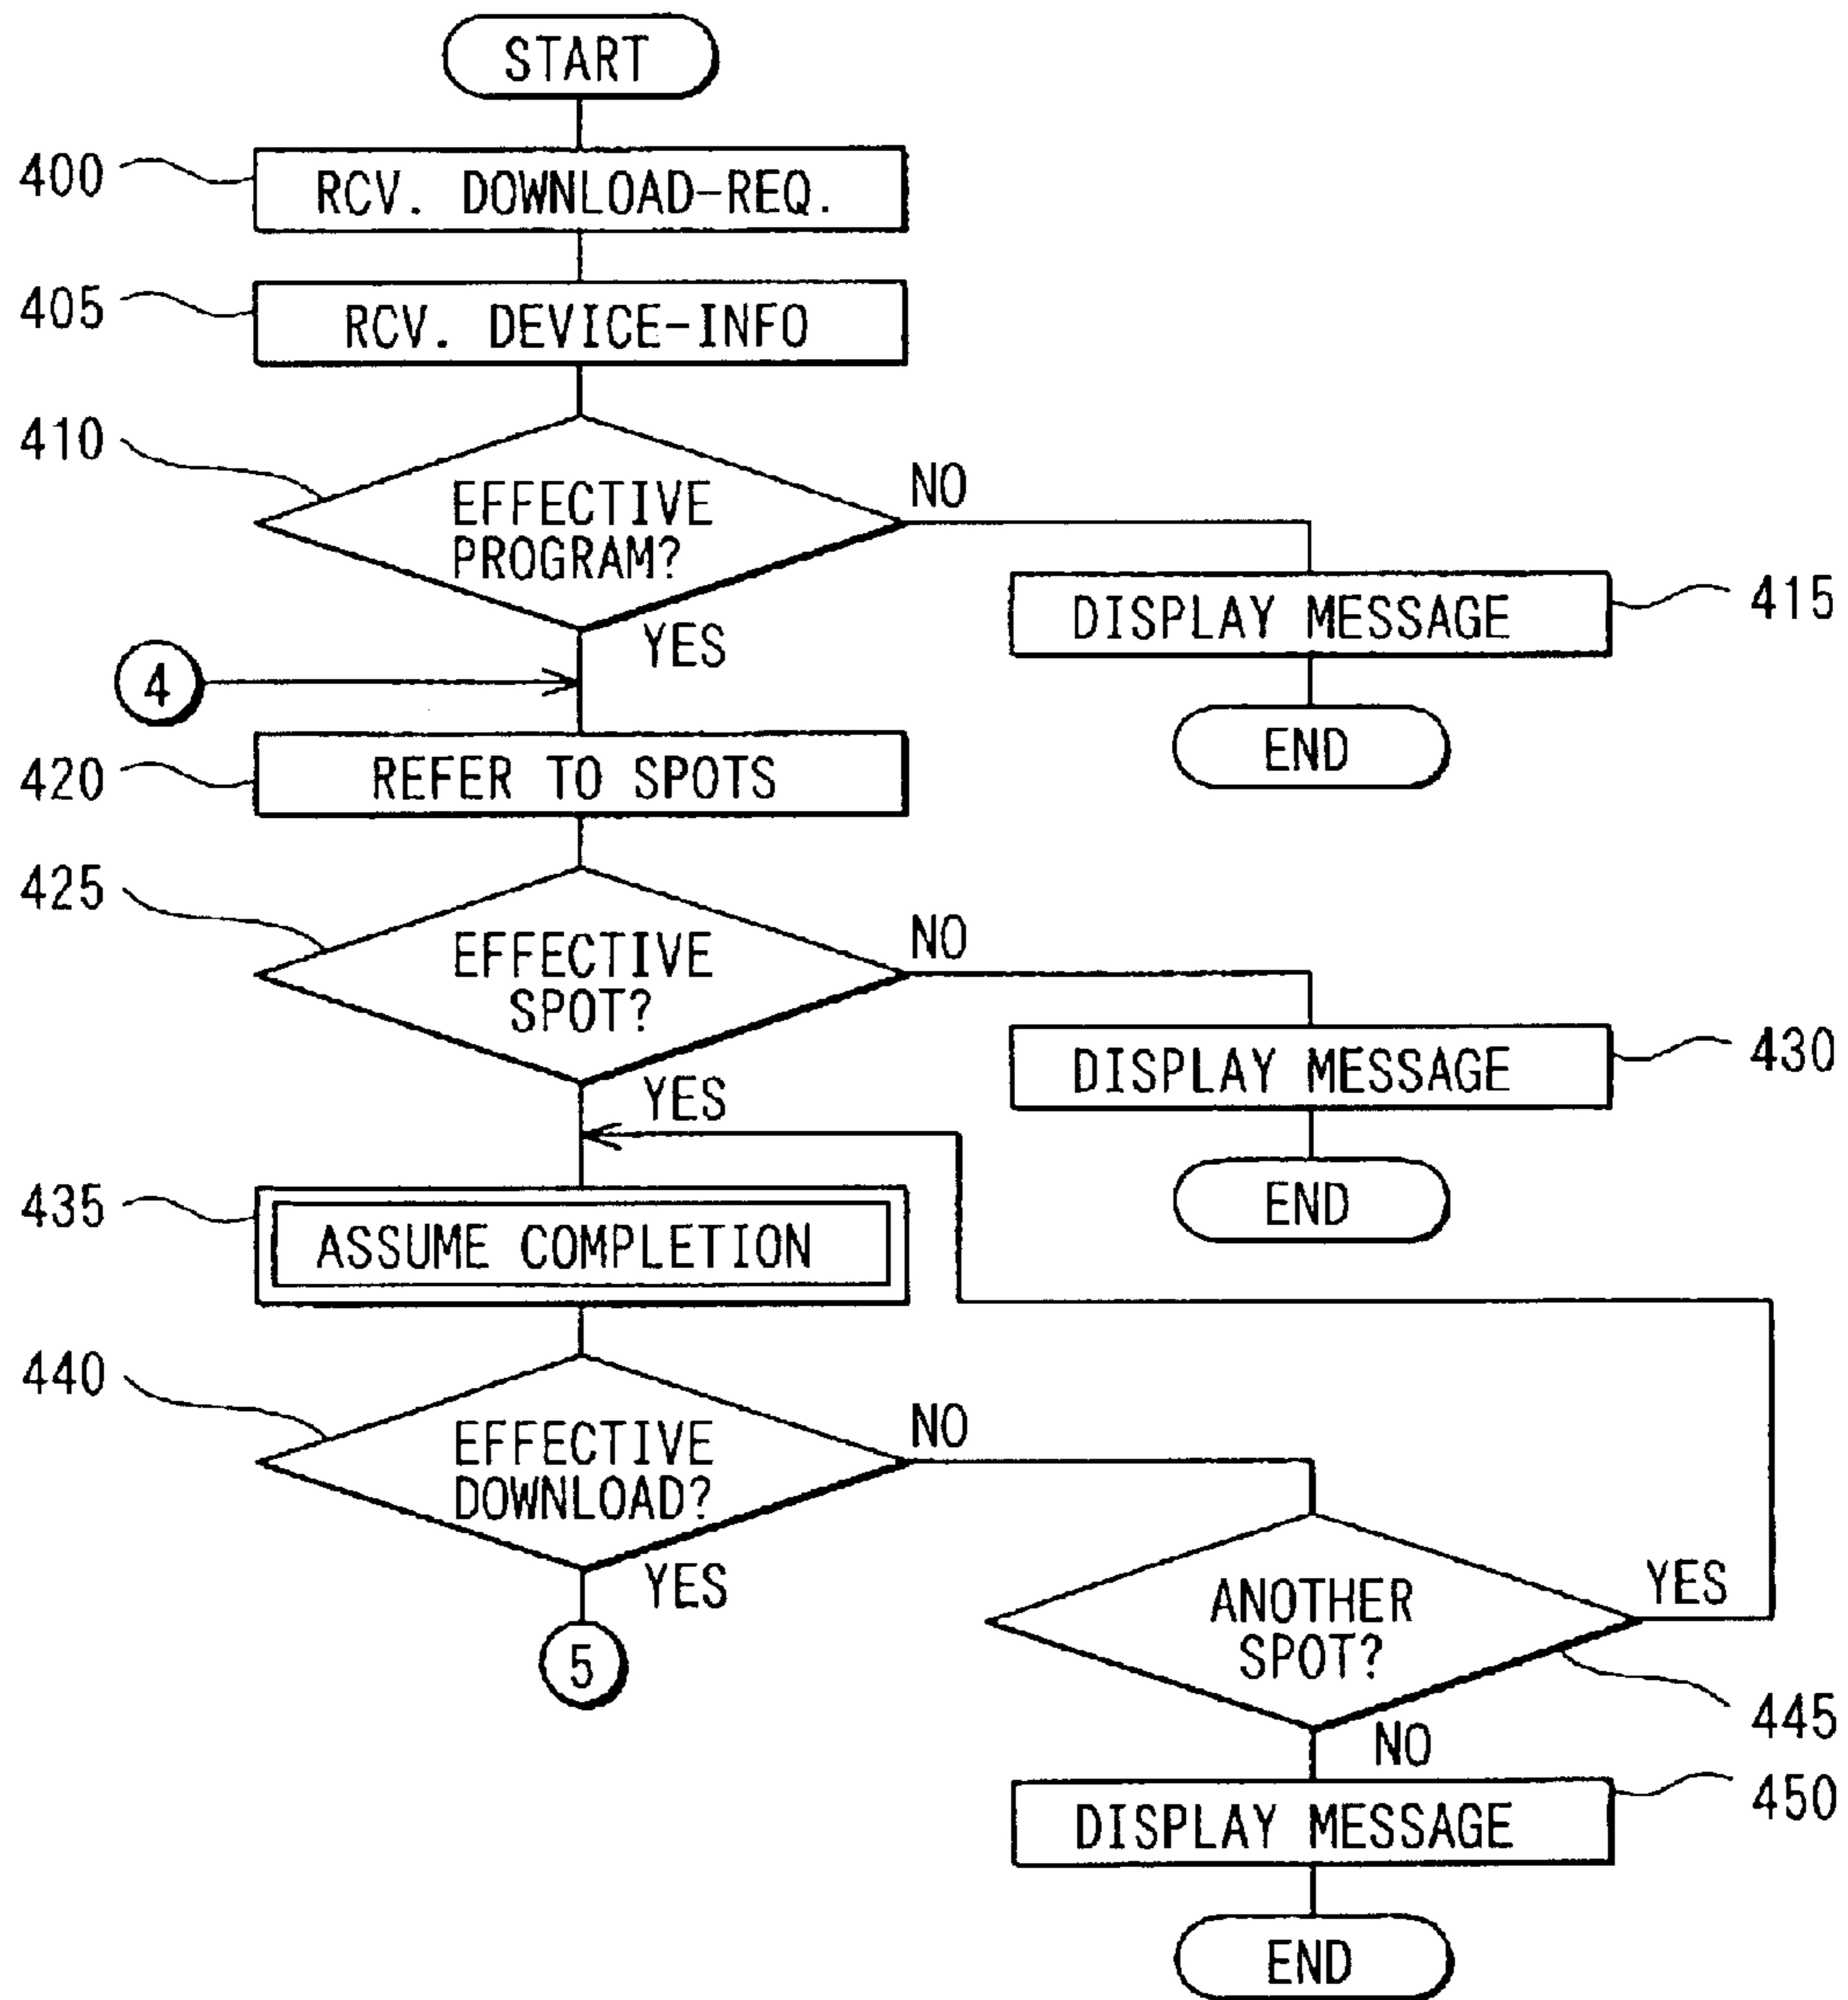 START
400
RCV. DOWNLOAD-REQ.
405
RCV. DEVICE-INFO
410
EFFECTIVE
PROGRAM?
NO
YES
DISPLAY MESSAGE
415
END
4
420
REFER TO SPOTS
425
EFFECTIVE
SPOT?
NO
YES
DISPLAY MESSAGE
430
END
435
ASSUME COMPLETION
440
EFFECTIVE
DOWNLOAD?
NO
YES
5
ANOTHER
SPOT?
YES
445
NO
DISPLAY MESSAGE
450
END